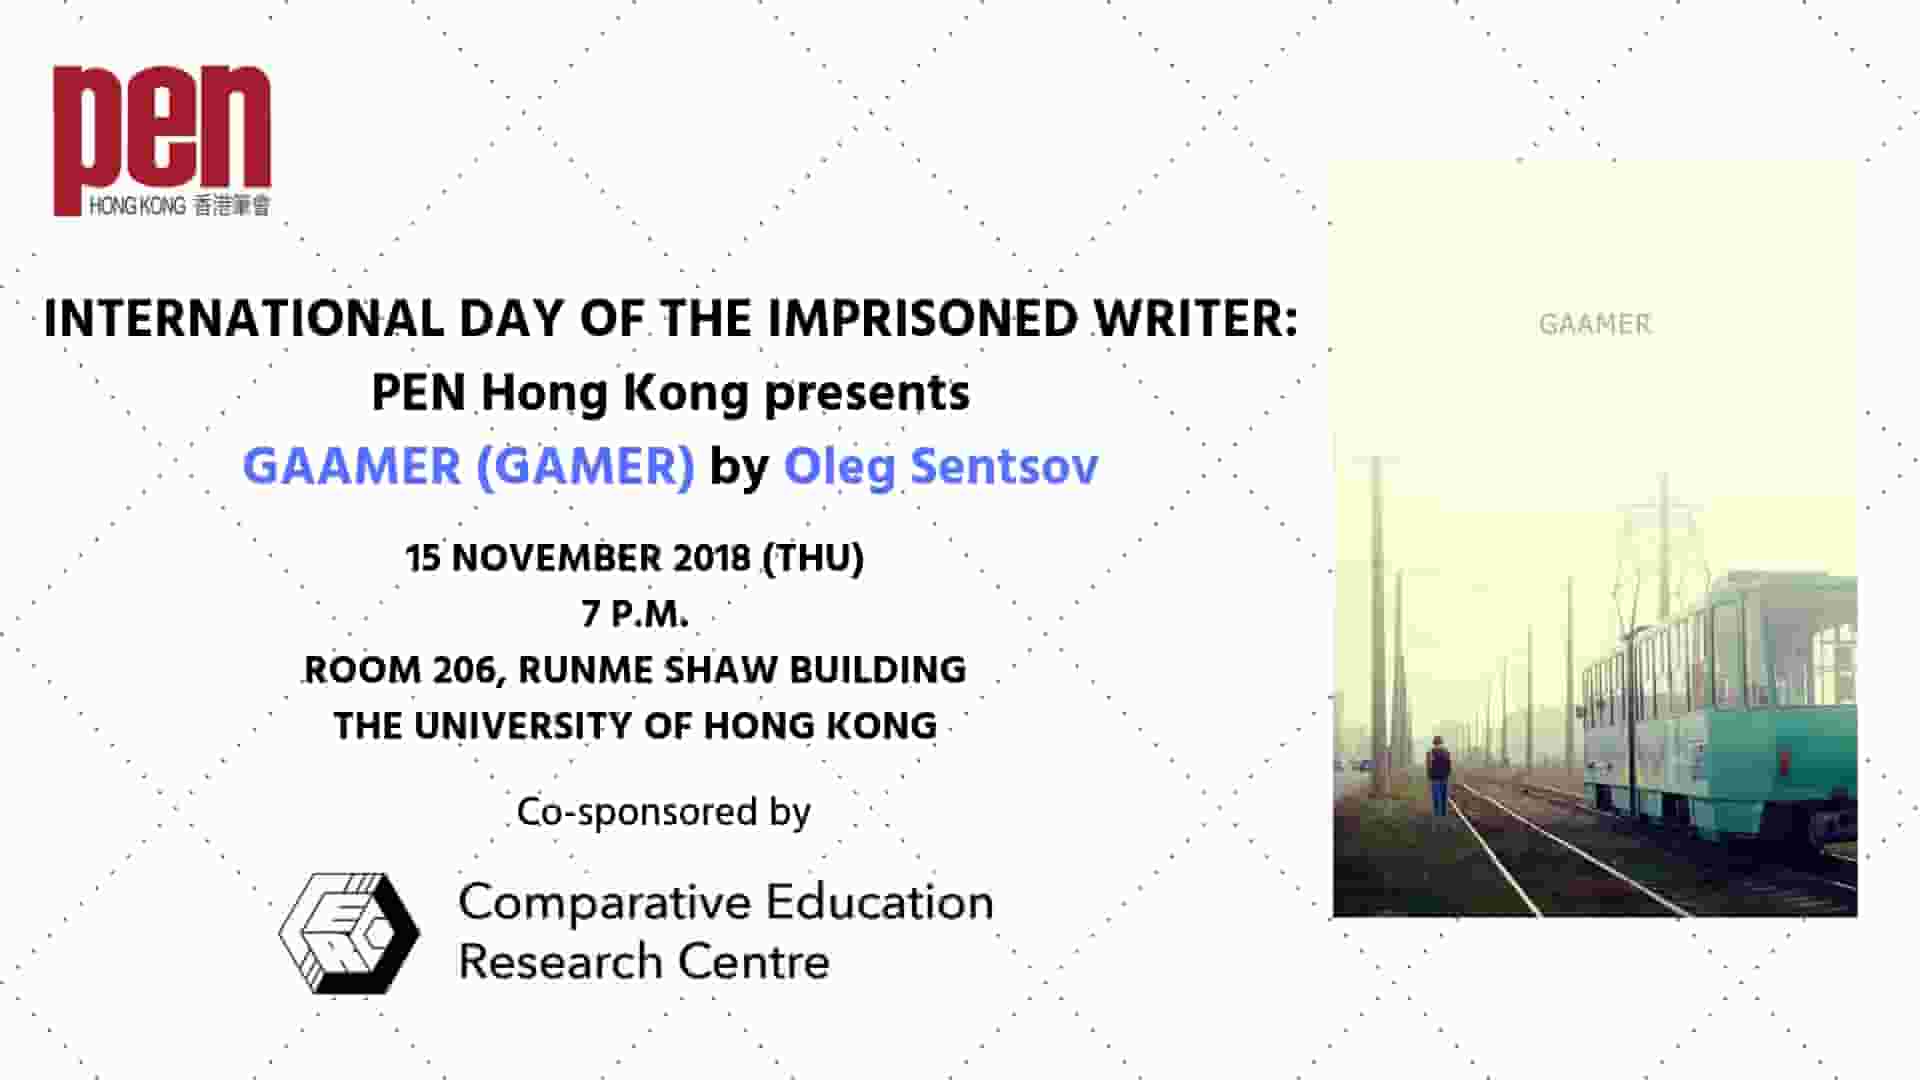 pen
HONG KONG 香港筆會
INTERNATIONAL DAY OF THE IMPRISONED WRITER:
PEN Hong Kong presents
GAAMER (GAMER) by Oleg Sentsov
15 NOVEMBER 2018 (THU)
7 P.M.
ROOM 206, RUNME SHAW BUILDING
THE UNIVERSITY OF HONG KONG
Co-sponsored by
CERC
Comparative Education
Research Centre
GAAMER